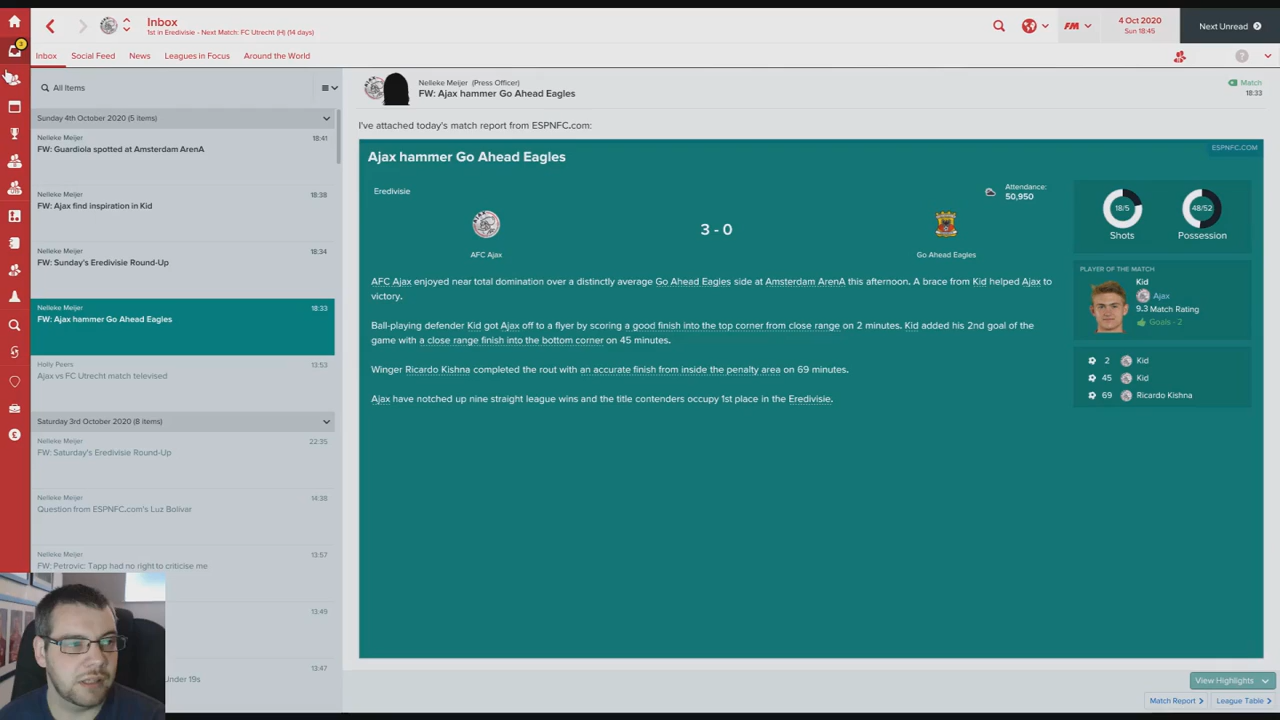 Inbox
1st in Eredivisie - Next Match: FC Utrecht (H) (14 days)
FM
4 Oct 2020
Sun 18:45
Next Unread
3
Inbox
Social Feed
News
Leagues in Focus
Around the World
All Items
Sunday 4th October 2020 (5 items)
Nelleke Meijer
18:41
FW: Guardiola spotted at Amsterdam ArenA
Nelleke Meijer
18:38
FW: Ajax find inspiration in Kid
Nelleke Meijer
18:34
FW: Sunday's Eredivisie Round-Up
Nelleke Meijer
18:33
FW: Ajax hammer Go Ahead Eagles
Holly Peers
13:53
Ajax vs FC Utrecht match televised
Saturday 3rd October 2020 (8 items)
Nelleke Meijer
22:35
FW: Saturday's Eredivisie Round-Up
Nelleke Meijer
14:38
Question from ESPNFC.com's Luz Bolívar
Nelleke Meijer
13:57
FW: Petrovic: Tapp had no right to criticise me
13:49
13:47
Under 19s
Nelleke Meijer (Press Officer)
FW: Ajax hammer Go Ahead Eagles
Match
18:33
I've attached today's match report from ESPNFC.com:
Ajax hammer Go Ahead Eagles
ESPNFC.COM
Eredivisie
Attendance:
50,950
AFC Ajax
3 - 0
Go Ahead Eagles
AFC Ajax enjoyed near total domination over a distinctly average Go Ahead Eagles side at Amsterdam ArenA this afternoon. A brace from Kid helped Ajax to
victory.
Ball-playing defender Kid got Ajax off to a flyer by scoring a good finish into the top corner from close range on 2 minutes. Kid added his 2nd goal of the
game with a close range finish into the bottom corner on 45 minutes.
Winger Ricardo Kishna completed the rout with an accurate finish from inside the penalty area on 69 minutes.
Ajax have notched up nine straight league wins and the title contenders occupy 1st place in the Eredivisie.
18/5
Shots
48/52
Possession
PLAYER OF THE MATCH
Kid
Ajax
9.3 Match Rating
Goals - 2
2 Kid
45 Kid
69 Ricardo Kishna
View Highlights
Match Report
League Table